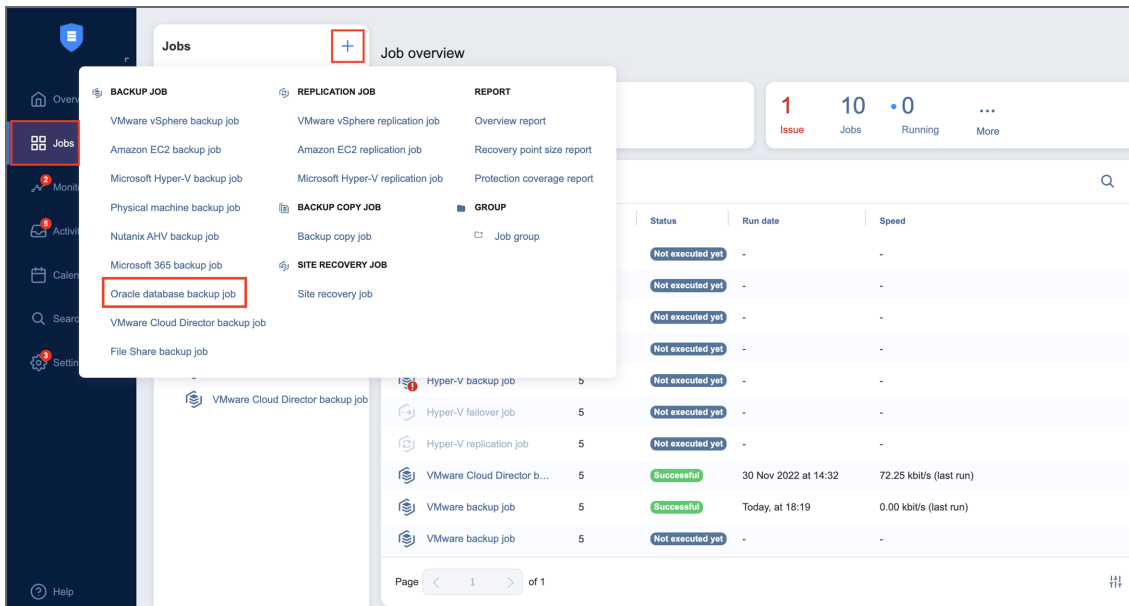 Jobs
+
Job overview
Overv
Jobs
2
Monit
5
Activit
Calen
Searc
3
Settin
Help
BACKUP JOB
VMware vSphere backup job
Amazon EC2 backup job
Microsoft Hyper-V backup job
Physical machine backup job
Nutanix AHV backup job
Microsoft 365 backup job
Oracle database backup job
VMware Cloud Director backup job
File Share backup job
REPLICATION JOB
VMware vSphere replication job
Amazon EC2 replication job
Microsoft Hyper-V replication job
BACKUP COPY JOB
Backup copy job
SITE RECOVERY JOB
Site recovery job
REPORT
Overview report
Recovery point size report
Protection coverage report
GROUP
Job group
VMware Cloud Director backup job
1 10 0 ...
Issue Jobs Running More
Status Run date Speed
Not executed yet - -
Not executed yet - -
Not executed yet - -
Not executed yet - -
Hyper-V backup job 5 Not executed yet - -
Hyper-V failover job 5 Not executed yet - -
Hyper-V replication job 5 Not executed yet - -
VMware Cloud Director b... 5 Successful 30 Nov 2022 at 14:32 72.25 kbit/s (last run)
VMware backup job 5 Successful Today, at 18:19 0.00 kbit/s (last run)
VMware backup job 5 Not executed yet - -
Page < 1 > of 1